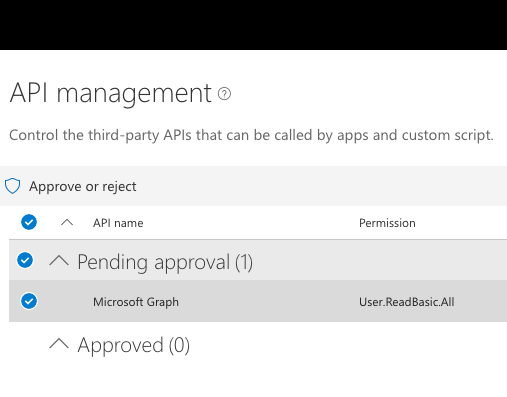 API management ?
Control the third-party APIs that can be called by apps and custom script.
Approve or reject
API name Permission
Pending approval (1)
Microsoft Graph User.ReadBasic.All
Approved (0)